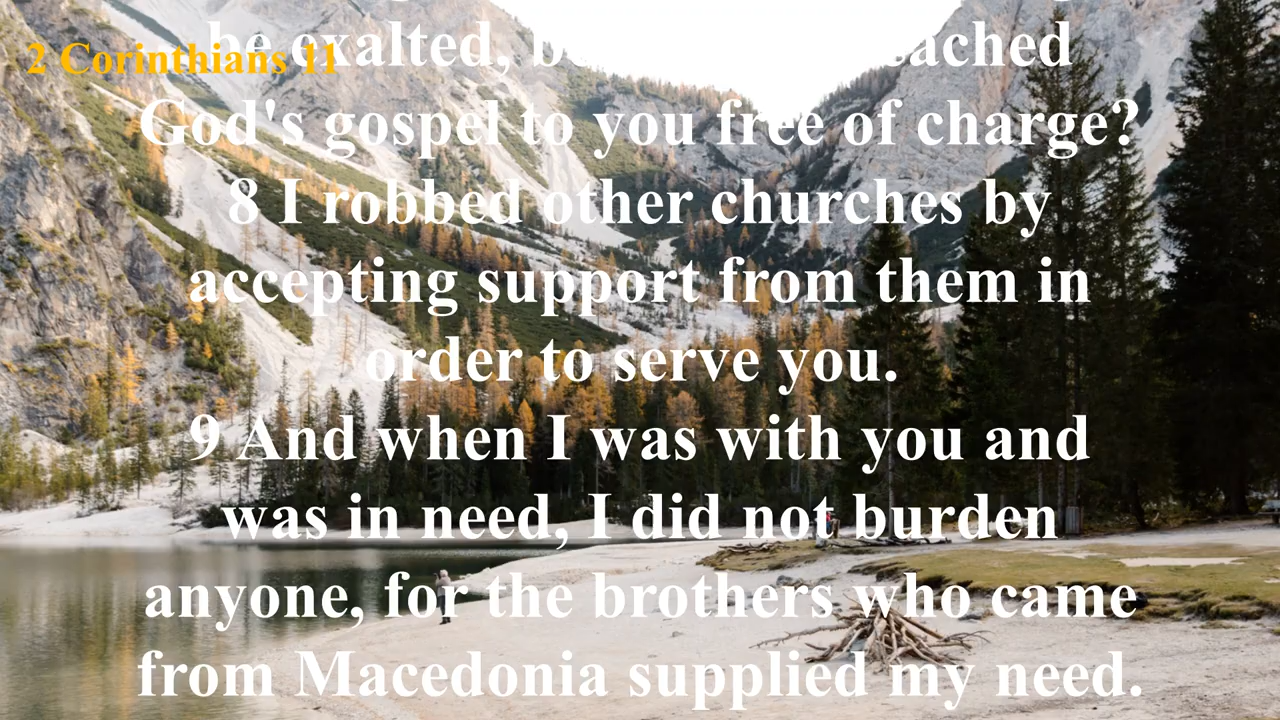 2 Corinthians 11
be exalted,
God's gospel to you free of charge?
8 I robbed other churches by
accepting support from them in
order to serve you.
9 And when I was with you and
was in need, I did not burden
anyone, for the brothers who came
from Macedonia supplied my need.